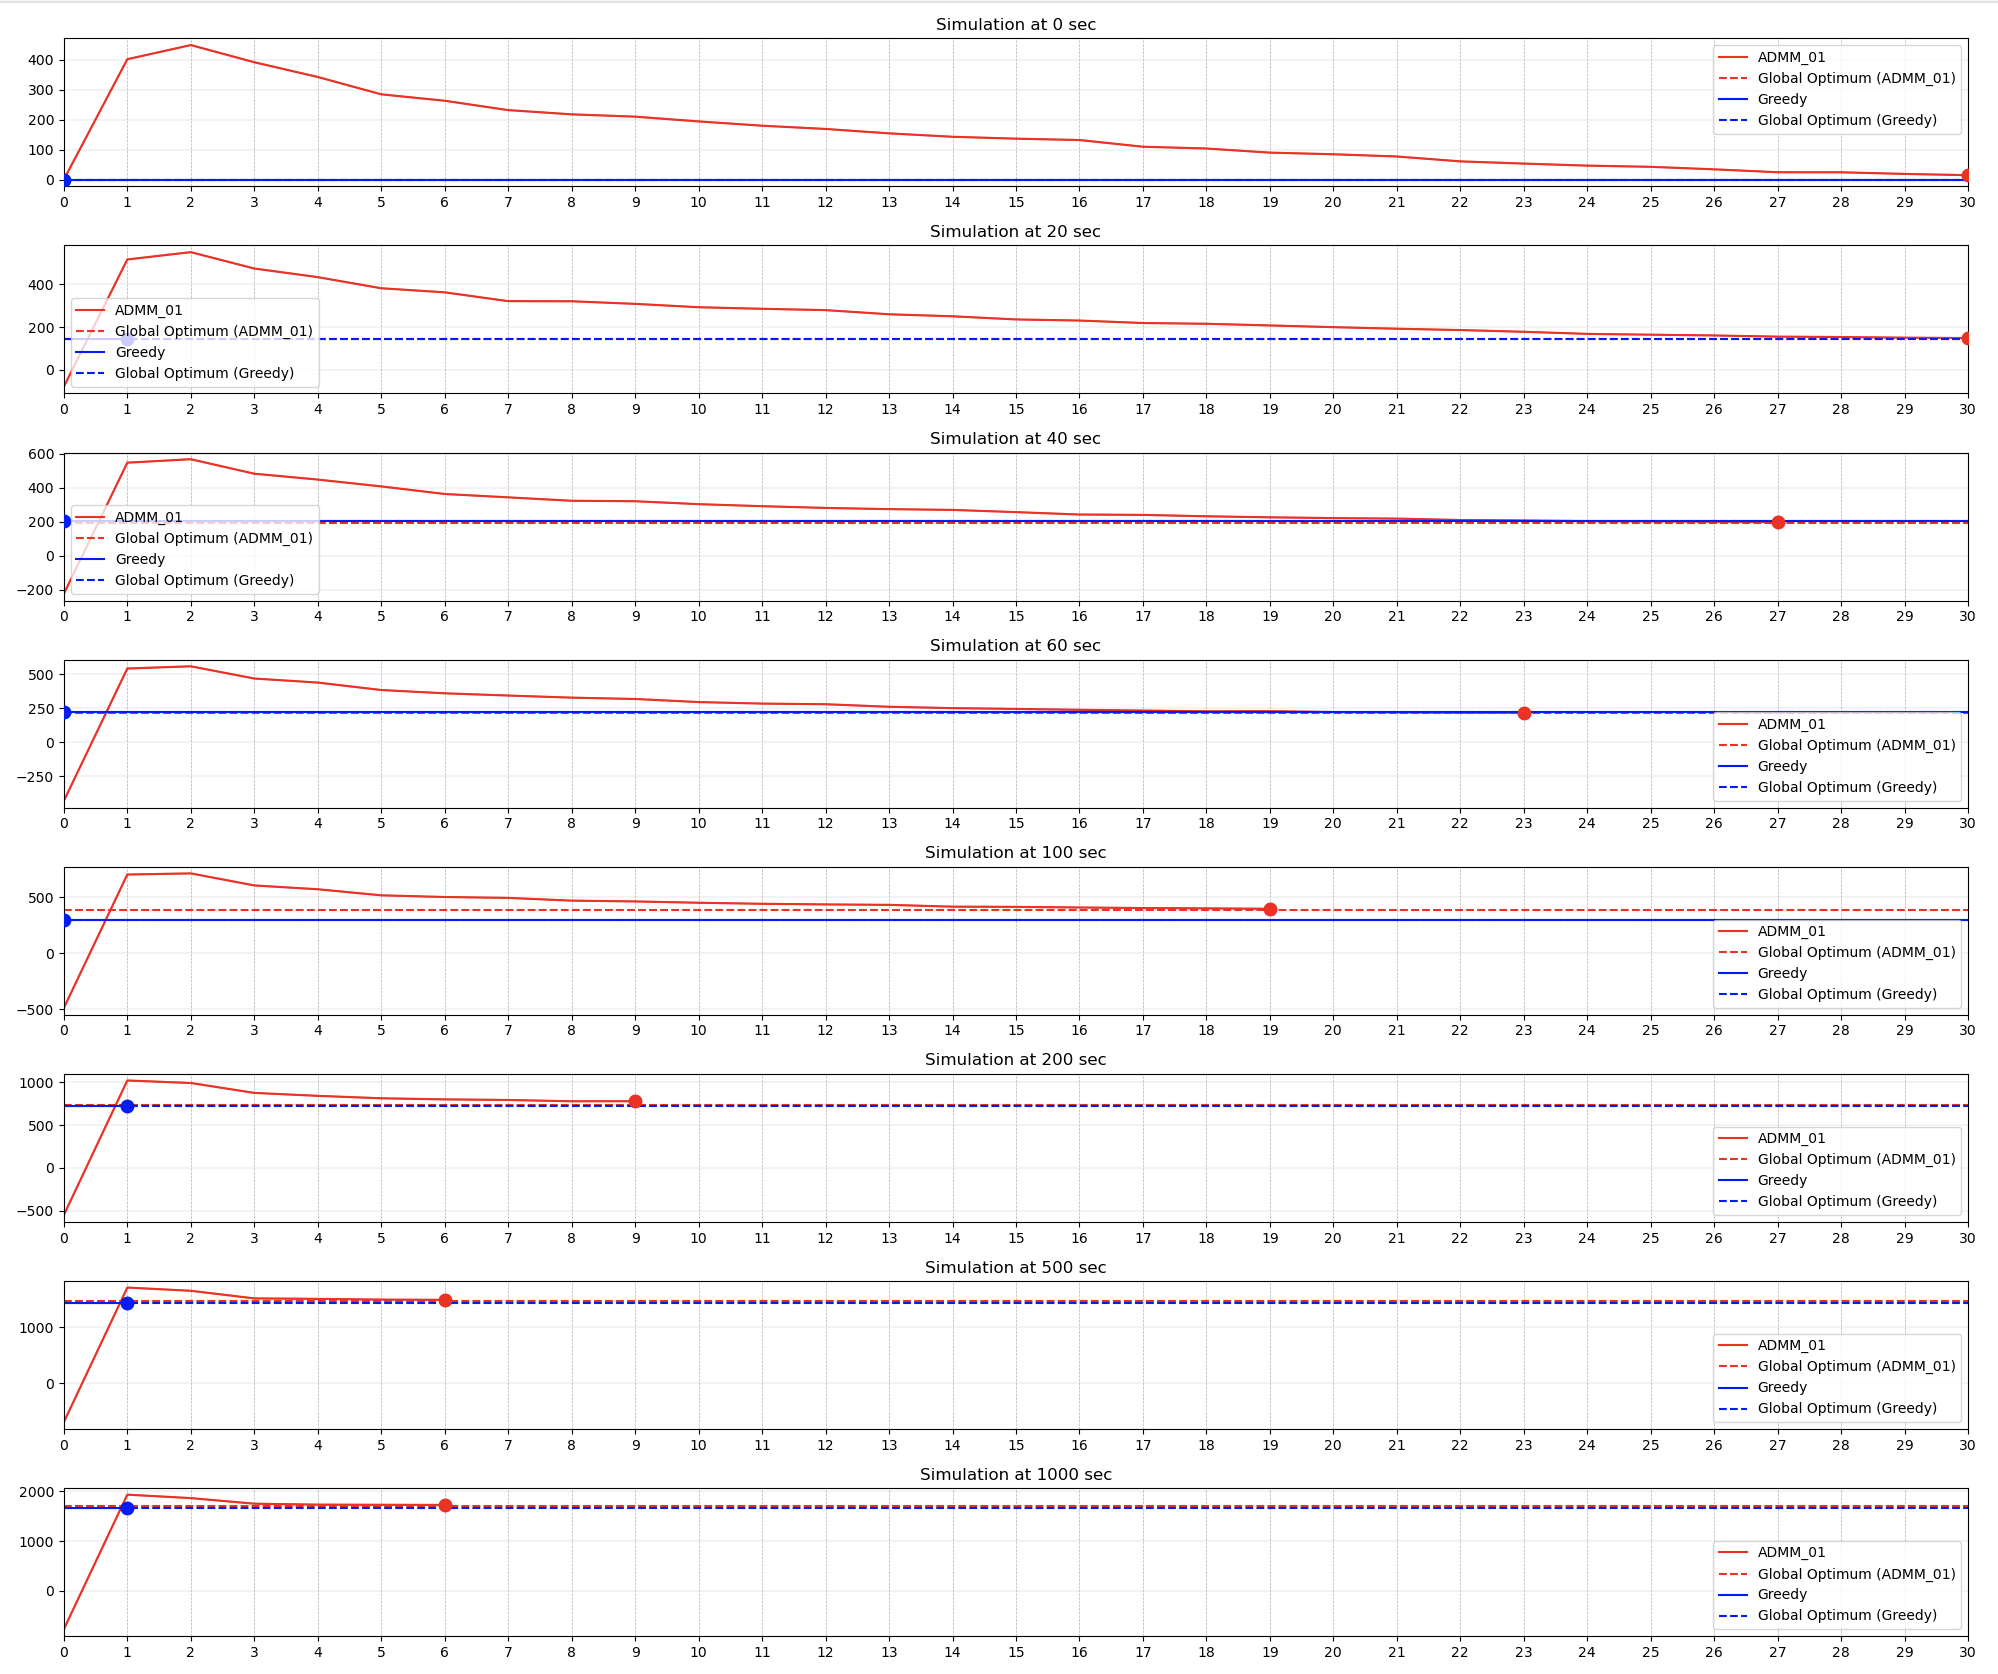 Simulation at 0 sec
400
300
200
100
0
ADMM_01
Global Optimum (ADMM_01)
Greedy
Global Optimum (Greedy)
0 1 2 3 4 5 6 7 8 9 10 11 12 13 14 15 16 17 18 19 20 21 22 23 24 25 26 27 28 29 30
Simulation at 20 sec
400
200
0
ADMM_01
Global Optimum (ADMM_01)
Greedy
Global Optimum (Greedy)
0 1 2 3 4 5 6 7 8 9 10 11 12 13 14 15 16 17 18 19 20 21 22 23 24 25 26 27 28 29 30
Simulation at 40 sec
600
400
200
0
−200
ADMM_01
Global Optimum (ADMM_01)
Greedy
Global Optimum (Greedy)
0 1 2 3 4 5 6 7 8 9 10 11 12 13 14 15 16 17 18 19 20 21 22 23 24 25 26 27 28 29 30
Simulation at 60 sec
500
250
0
−250
ADMM_01
Global Optimum (ADMM_01)
Greedy
Global Optimum (Greedy)
0 1 2 3 4 5 6 7 8 9 10 11 12 13 14 15 16 17 18 19 20 21 22 23 24 25 26 27 28 29 30
Simulation at 100 sec
500
0
−500
ADMM_01
Global Optimum (ADMM_01)
Greedy
Global Optimum (Greedy)
0 1 2 3 4 5 6 7 8 9 10 11 12 13 14 15 16 17 18 19 20 21 22 23 24 25 26 27 28 29 30
Simulation at 200 sec
1000
500
0
−500
ADMM_01
Global Optimum (ADMM_01)
Greedy
Global Optimum (Greedy)
0 1 2 3 4 5 6 7 8 9 10 11 12 13 14 15 16 17 18 19 20 21 22 23 24 25 26 27 28 29 30
Simulation at 500 sec
1000
0
ADMM_01
Global Optimum (ADMM_01)
Greedy
Global Optimum (Greedy)
0 1 2 3 4 5 6 7 8 9 10 11 12 13 14 15 16 17 18 19 20 21 22 23 24 25 26 27 28 29 30
Simulation at 1000 sec
2000
1000
0
ADMM_01
Global Optimum (ADMM_01)
Greedy
Global Optimum (Greedy)
0 1 2 3 4 5 6 7 8 9 10 11 12 13 14 15 16 17 18 19 20 21 22 23 24 25 26 27 28 29 30